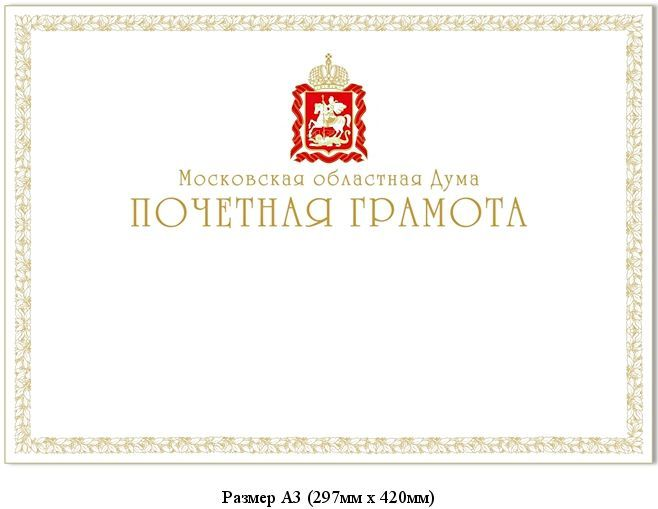 Московская областная Дума
ПОЧЕТНАЯ ГРАМОТА
Размер А3 (297мм х 420мм)